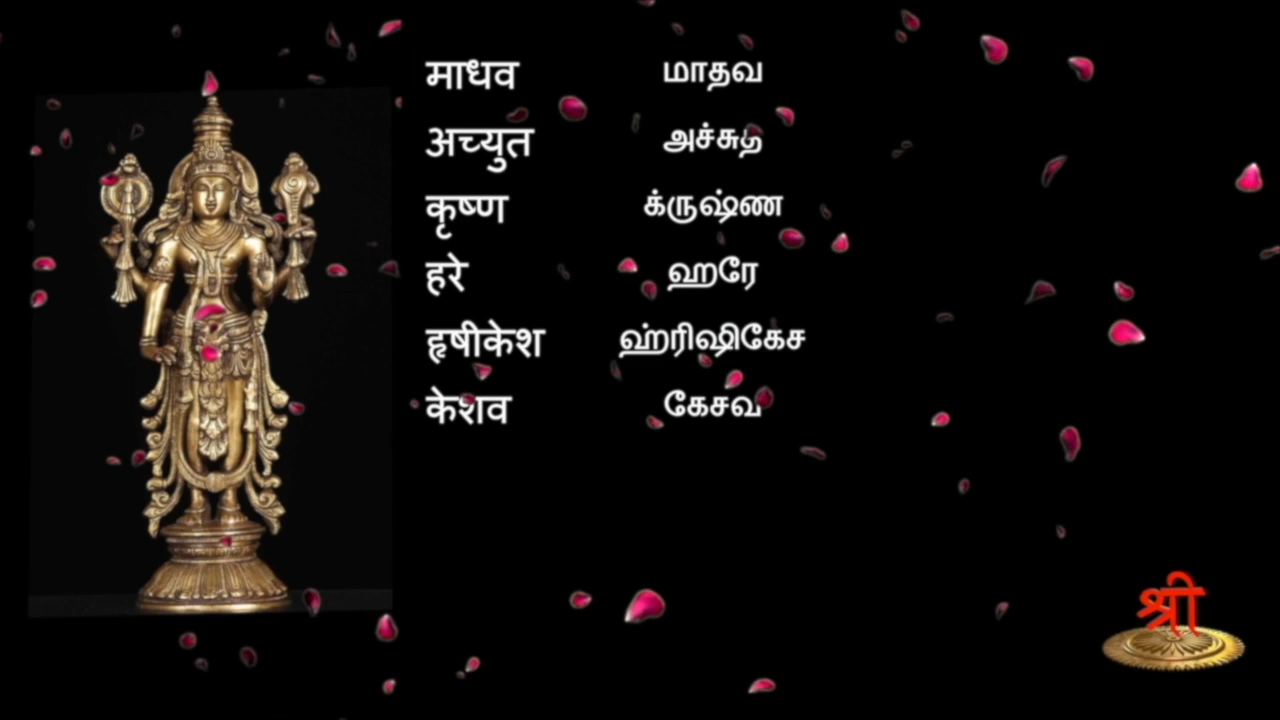 माधव மாதவ
अच्युत அச்சுத
कृष्ण க்ருஷ்ண
हरे ஹரே
हृषीकेश ஹ்ரிஷிகேச
केशव கேசவ
श्री